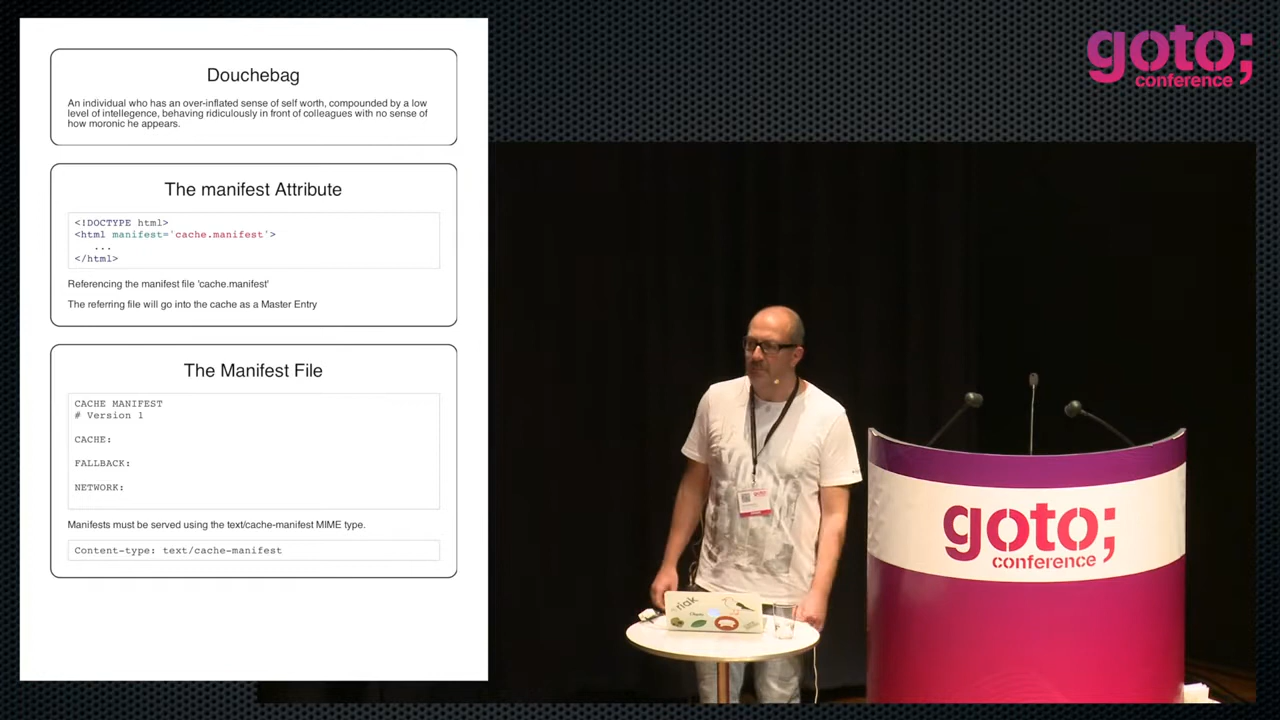 Douchebag
An individual who has an over-inflated sense of self worth, compounded by a low
level of intellegence, behaving ridiculously in front of colleagues with no sense of
how moronic he appears.
The manifest Attribute
<!DOCTYPE html>
<html manifest='cache.manifest'>
...
</html>
Referencing the manifest file 'cache.manifest'
The referring file will go into the cache as a Master Entry
The Manifest File
CACHE MANIFEST
# Version 1
CACHE:
FALLBACK:
NETWORK:
Manifests must be served using the text/cache-manifest MIME type.
Content-type: text/cache-manifest
goto;
conference
riak
goto;
conference